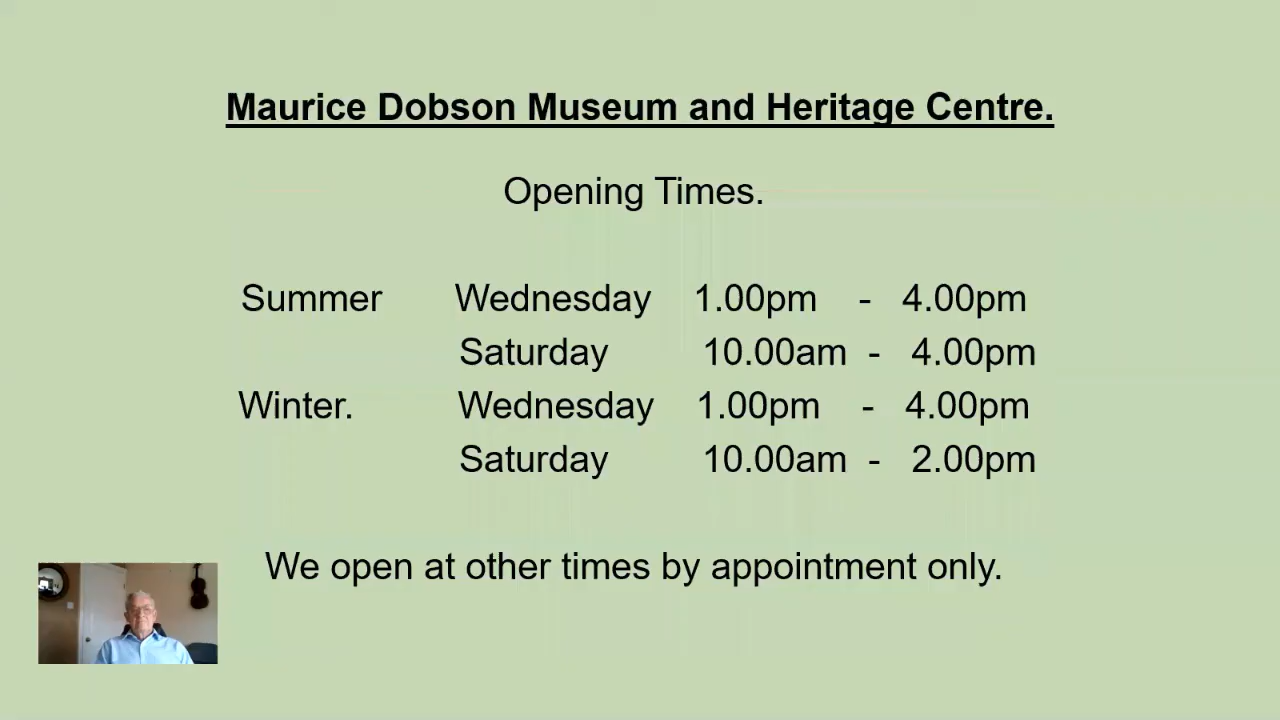 Maurice Dobson Museum and Heritage Centre.
Opening Times.
Summer Wednesday 1.00pm - 4.00pm
Saturday 10.00am - 4.00pm
Winter. Wednesday 1.00pm - 4.00pm
Saturday 10.00am - 2.00pm
We open at other times by appointment only.